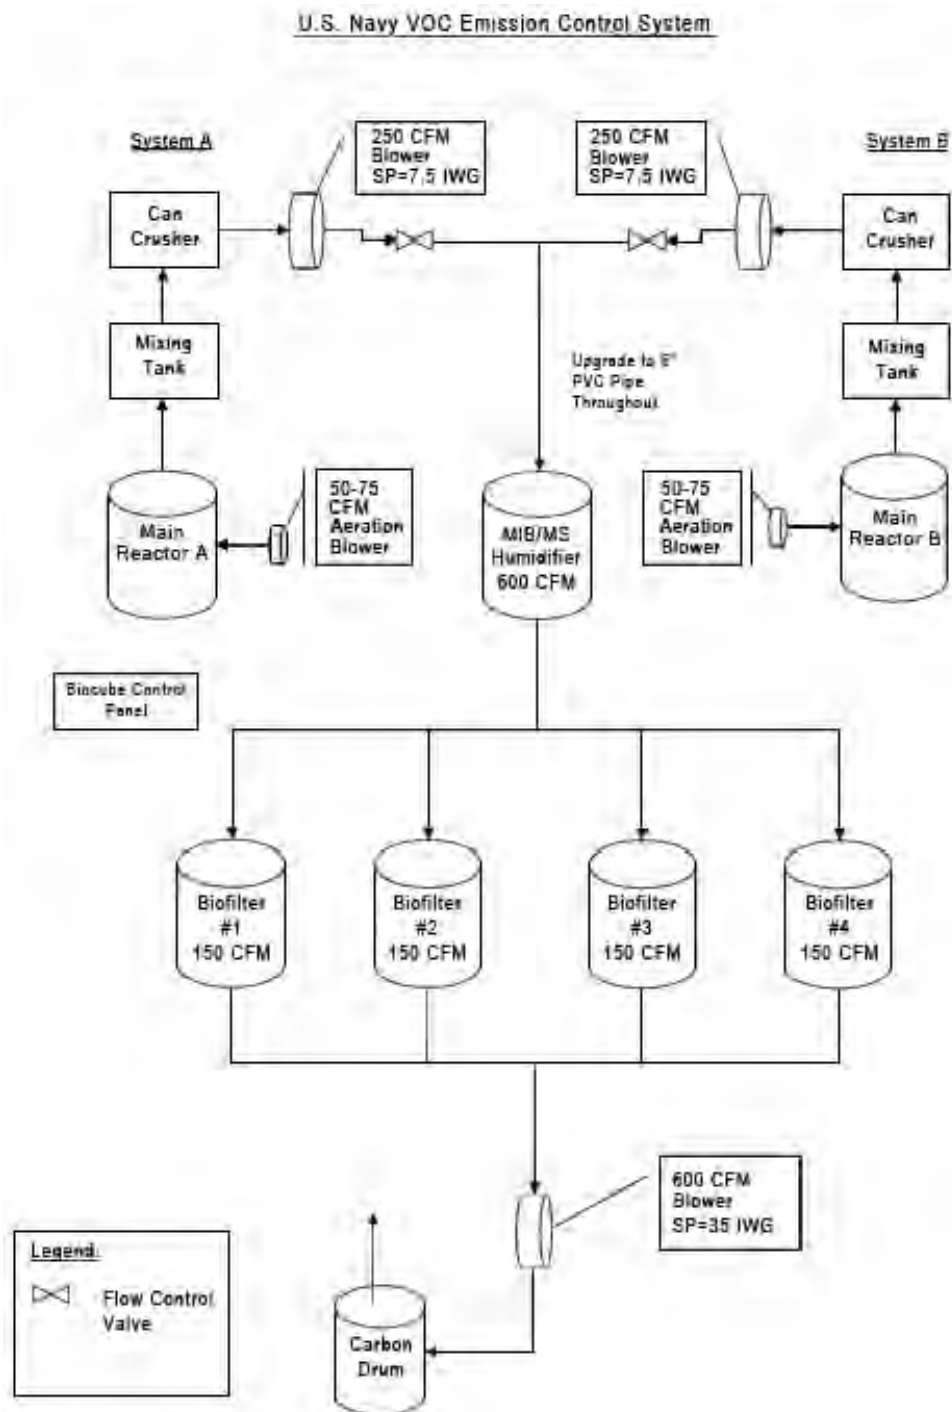 U.S. Navy VOC Emission Control System
System A
250 CFM
Blower
SP=7.5 IWG
250 CFM
Blower
SP=7.5 IWG
System B
Can
Crusher
Can
Crusher
Mixing
Tank
Upgrade to
PVC Pipe
Throughout
Mixing
Tank
Main
Reactor A
50-75
CFM
Aeration
Blower
Humidifier
600 CFM
50-75
CFM
Aeration
Blower
Main
Reactor B
Biocube Control
Panel
Biofilter
#1
150 CFM
Biofilter
#2
150 CFM
Biofilter
#3
150 CFM
Biofilter
#4
150 CFM
600 CFM
Blower
SP=35 IWG
Legend:
Flow Control
Valve
Carbon
Drum